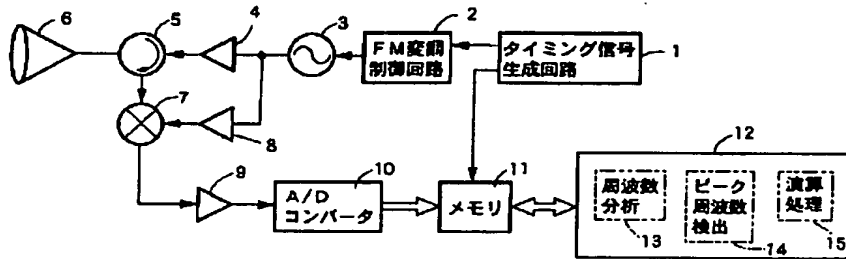 6
5
4
3
2
FM変調
制御回路
タイミング信号
生成回路
1
7
8
9
10
A/D
コンバータ
11
メモリ
12
周波数
分析
13
ピーク
周波数
検出
14
演算
処理
15